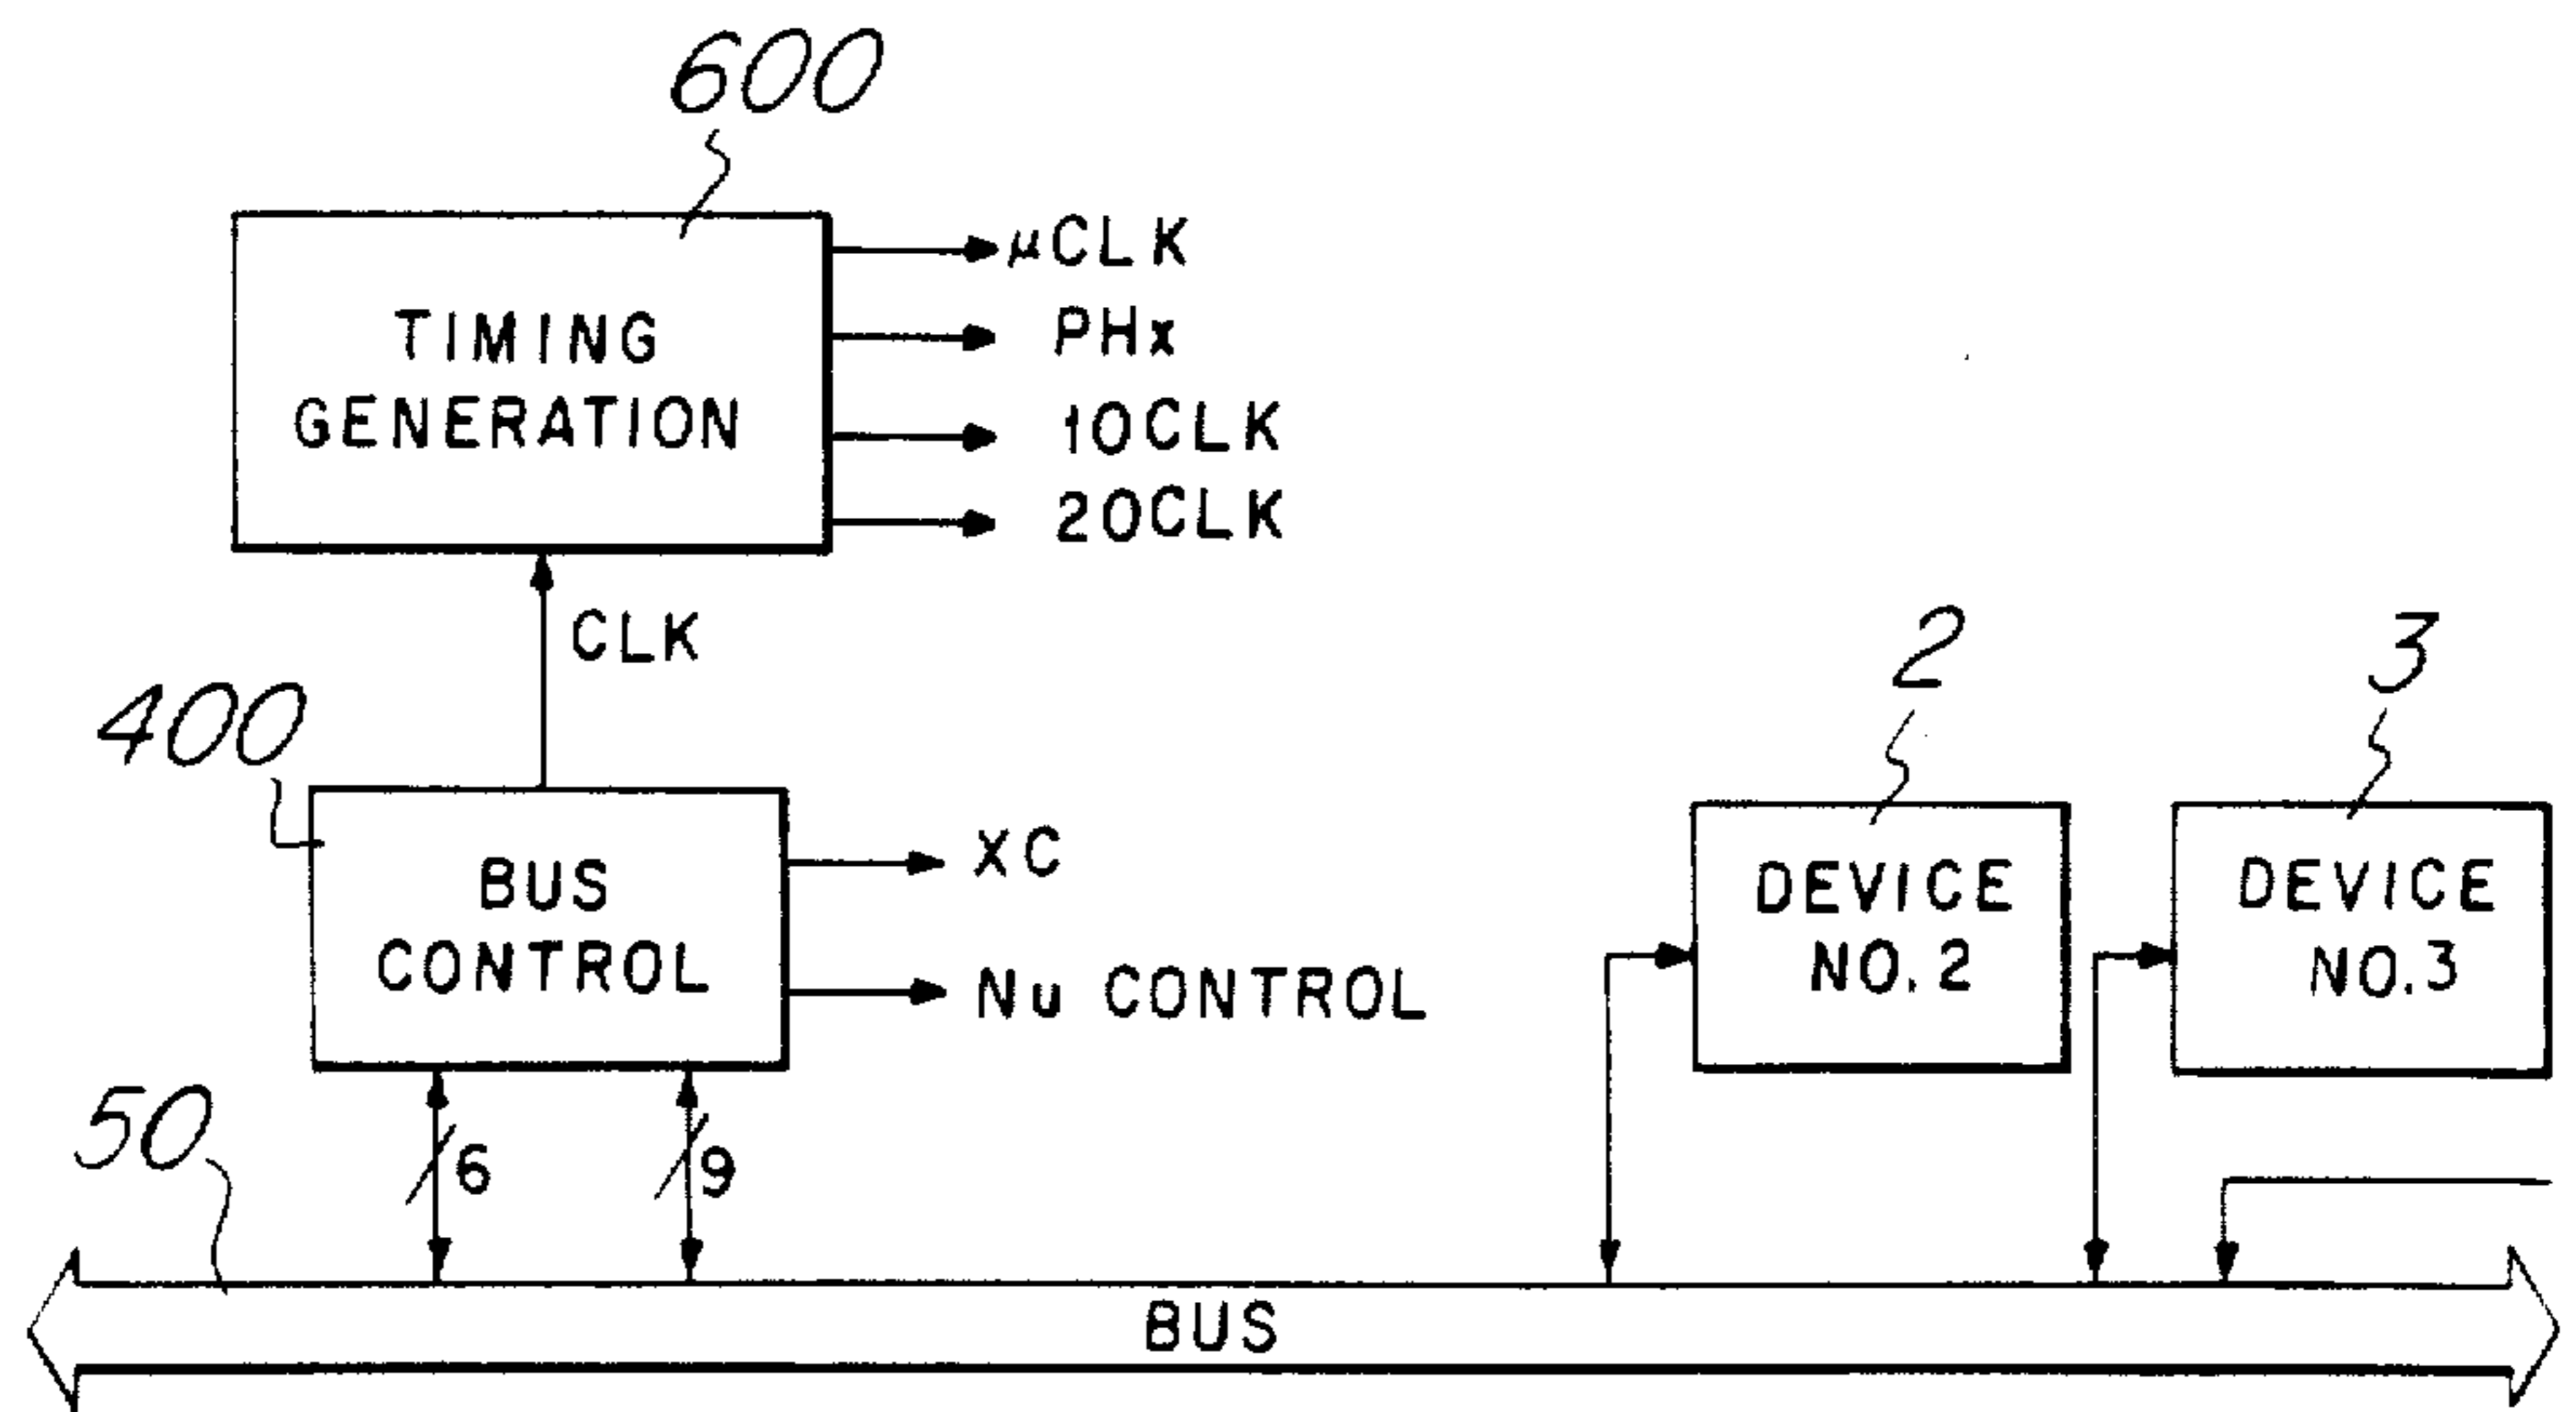 600
μCLK
PHx
10CLK
20CLK
TIMING
GENERATION
CLK
400
BUS
CONTROL
XC
Nu CONTROL
2
3
DEVICE
NO. 2
DEVICE
NO. 3
50
6
9
BUS